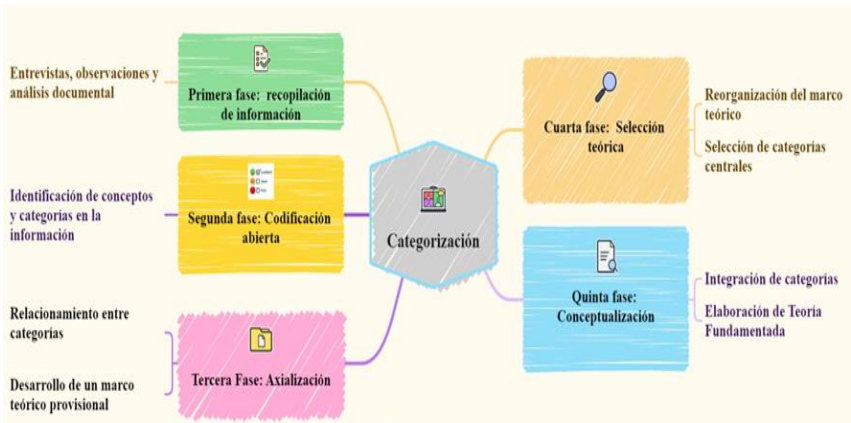 Entrevistas, observaciones y
análisis documental
Primera fase: recopilación
de información
Identificación de conceptos
y categorías en la
información
Segunda fase: Codificación
abierta
Relacionamiento entre
categorías
Desarrollo de un marco
teórico provisional
Tercera Fase: Axialización
Categorización
Cuarta fase: Selección
teórica
Reorganización del marco
teórico
Selección de categorías
centrales
Quinta fase:
Conceptualización
Integración de categorías
Elaboración de Teoría
Fundamentada